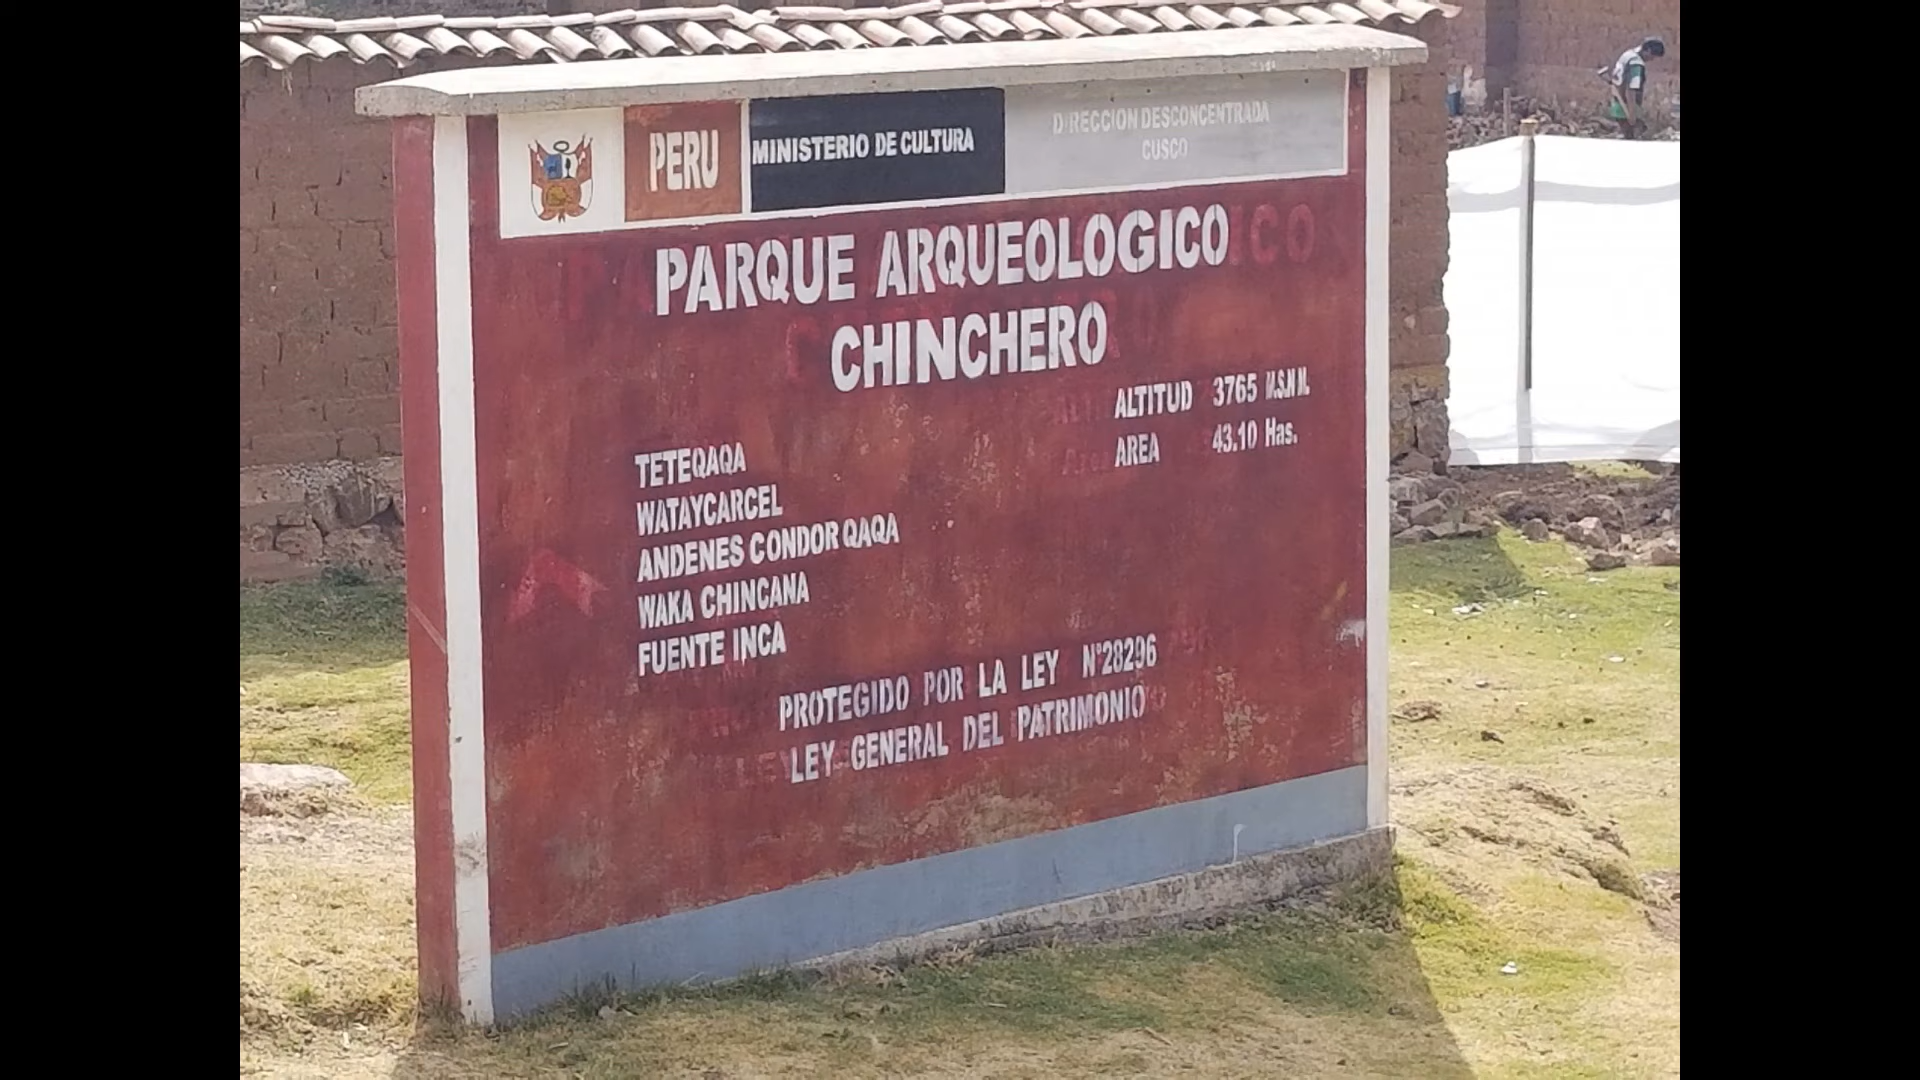 PERU
MINISTERIO DE CULTURA
DIRECCION DESCONCENTRADA
CUSCO
PARQUE ARQUEOLOGICO
CHINCHERO
ALTITUD 3765 M.S.N.M.
AREA 43.10 Has.
TETEQAQA
WATAYCARCEL
ANDENES CONDOR QAQA
WAKA CHINCANA
FUENTE INCA
PROTEGIDO POR LA LEY N°28296
LEY GENERAL DEL PATRIMONIO